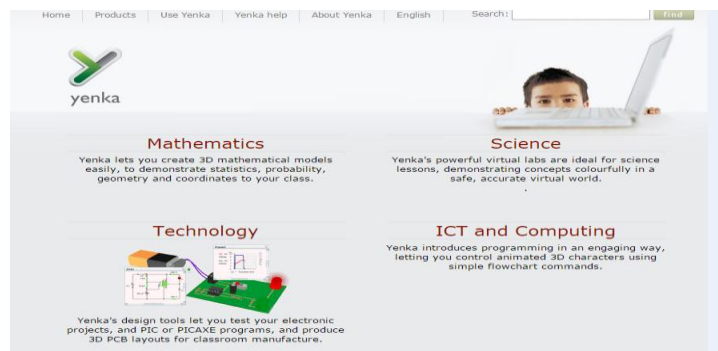 Home Products Use Yenka Yenka help About Yenka English Search: find
yenka
Mathematics
Yenka lets you create 3D mathematical models
easily, to demonstrate statistics, probability,
geometry and coordinates to your class.
Science
Yenka's powerful virtual labs are ideal for science
lessons, demonstrating concepts colourfully in a
safe, accurate virtual world.
Technology
Yenka's design tools let you test your electronic
projects, and PIC or PICAXE programs, and produce
3D PCB layouts for classroom manufacture.
ICT and Computing
Yenka introduces programming in an engaging way,
letting you control animated 3D characters using
simple flowchart commands.